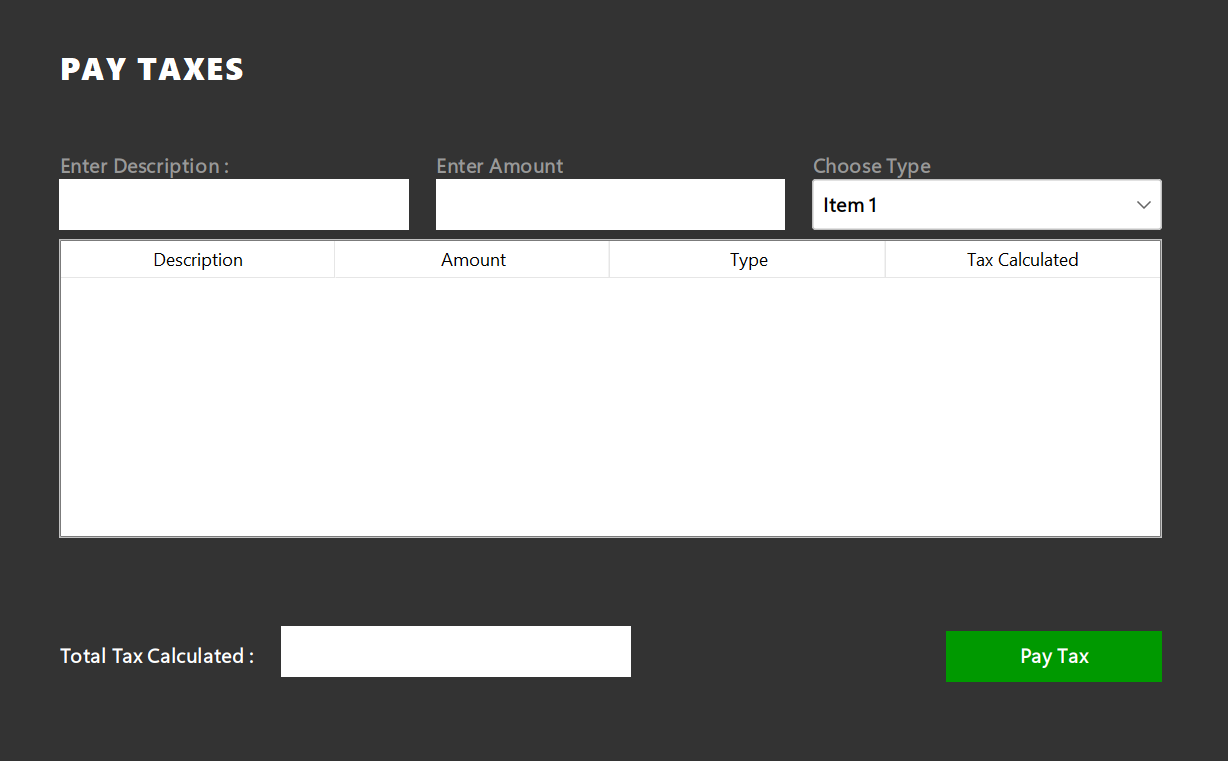 PAY TAXES
Enter Description :
Enter Amount
Choose Type
Item 1
Description
Amount
Type
Tax Calculated
Total Tax Calculated :
Pay Tax